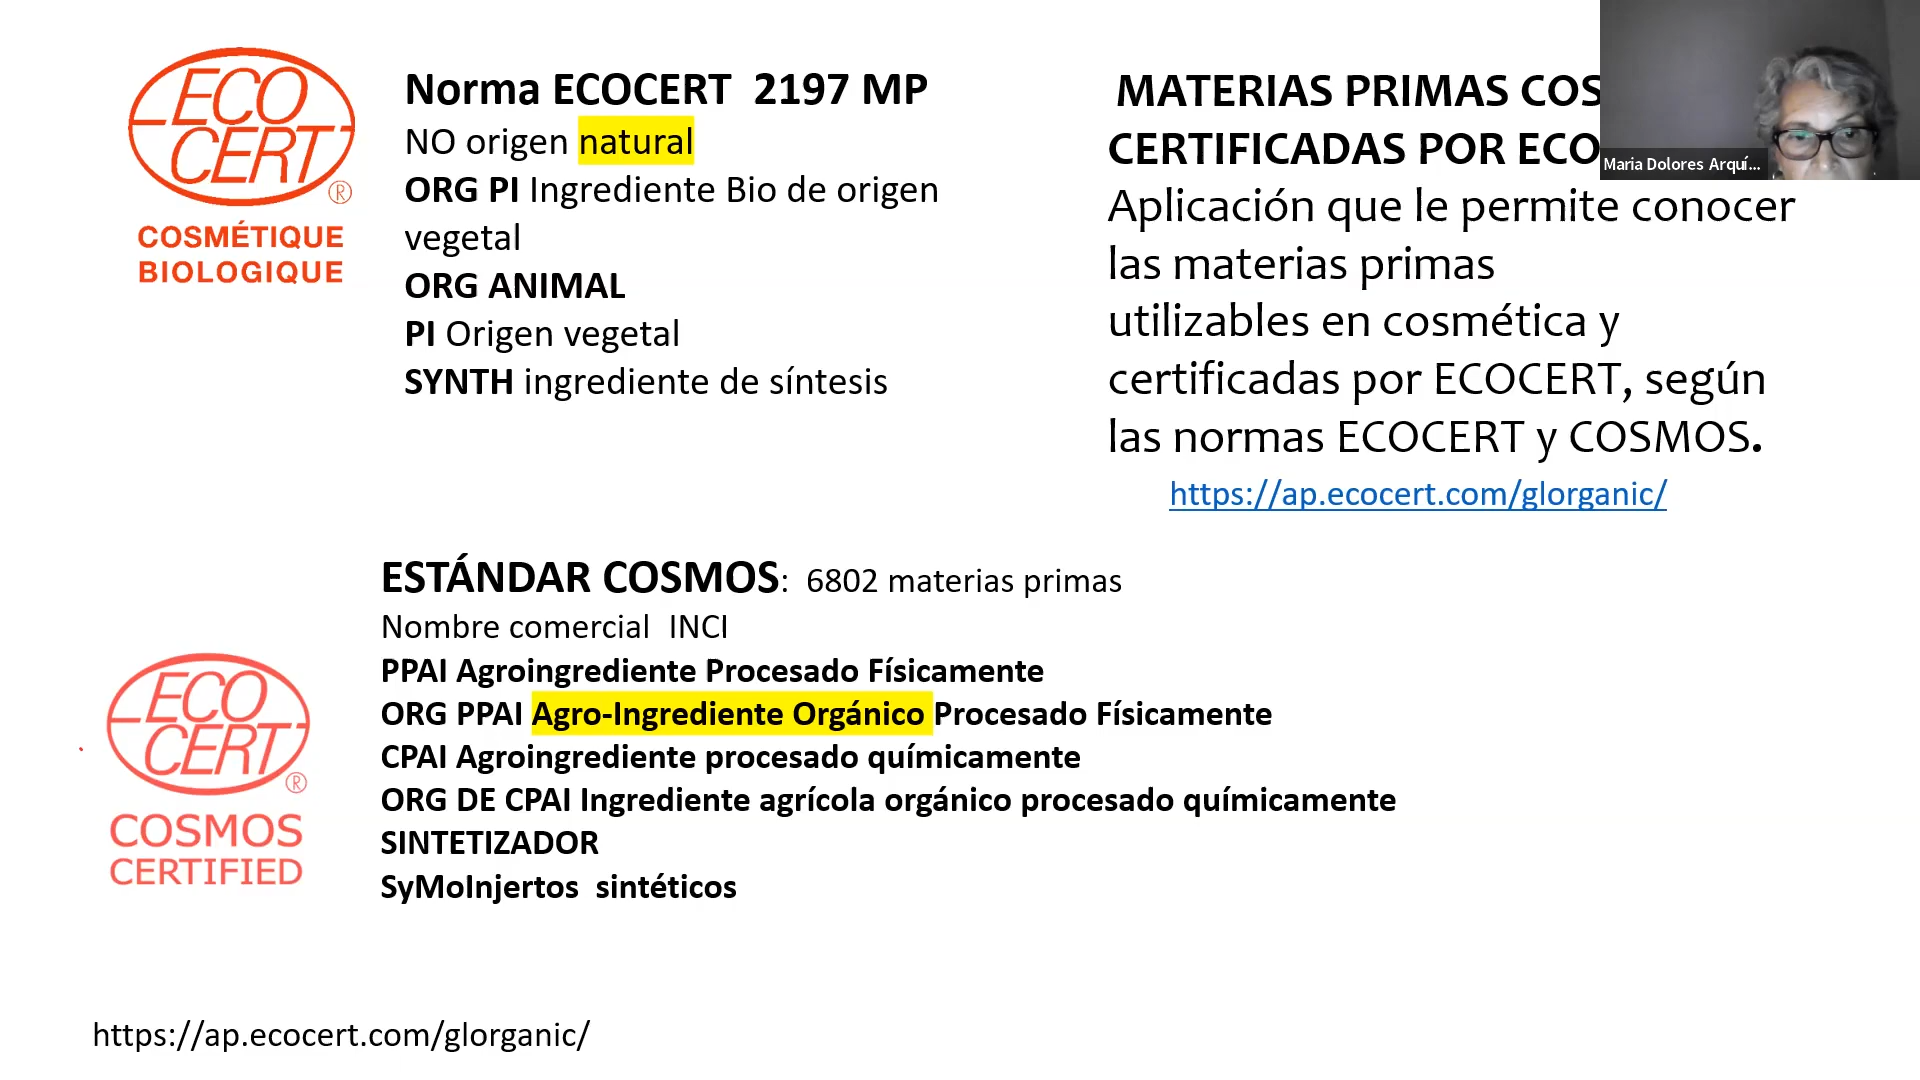 ECO
CERT
®
COSMÉTIQUE
BIOLOGIQUE
Norma ECOCERT 2197 MP
NO origen natural
ORG PI Ingrediente Bio de origen
vegetal
ORG ANIMAL
PI Origen vegetal
SYNTH ingrediente de síntesis
MATERIAS PRIMAS COS
CERTIFICADAS POR ECO
Aplicación que le permite conocer
las materias primas
utilizables en cosmética y
certificadas por ECOCERT, según
las normas ECOCERT y COSMOS.
https://ap.ecocert.com/glorganic/
Maria Dolores Arquí...
ESTÁNDAR COSMOS: 6802 materias primas
Nombre comercial INCI
PPAI Agroingrediente Procesado Físicamente
ORG PPAI Agro-Ingrediente Orgánico Procesado Físicamente
CPAI Agroingrediente procesado químicamente
ORG DE CPAI Ingrediente agrícola orgánico procesado químicamente
SINTETIZADOR
SyMoInjertos sintéticos
ECO
CERT
®
COSMOS
CERTIFIED
https://ap.ecocert.com/glorganic/